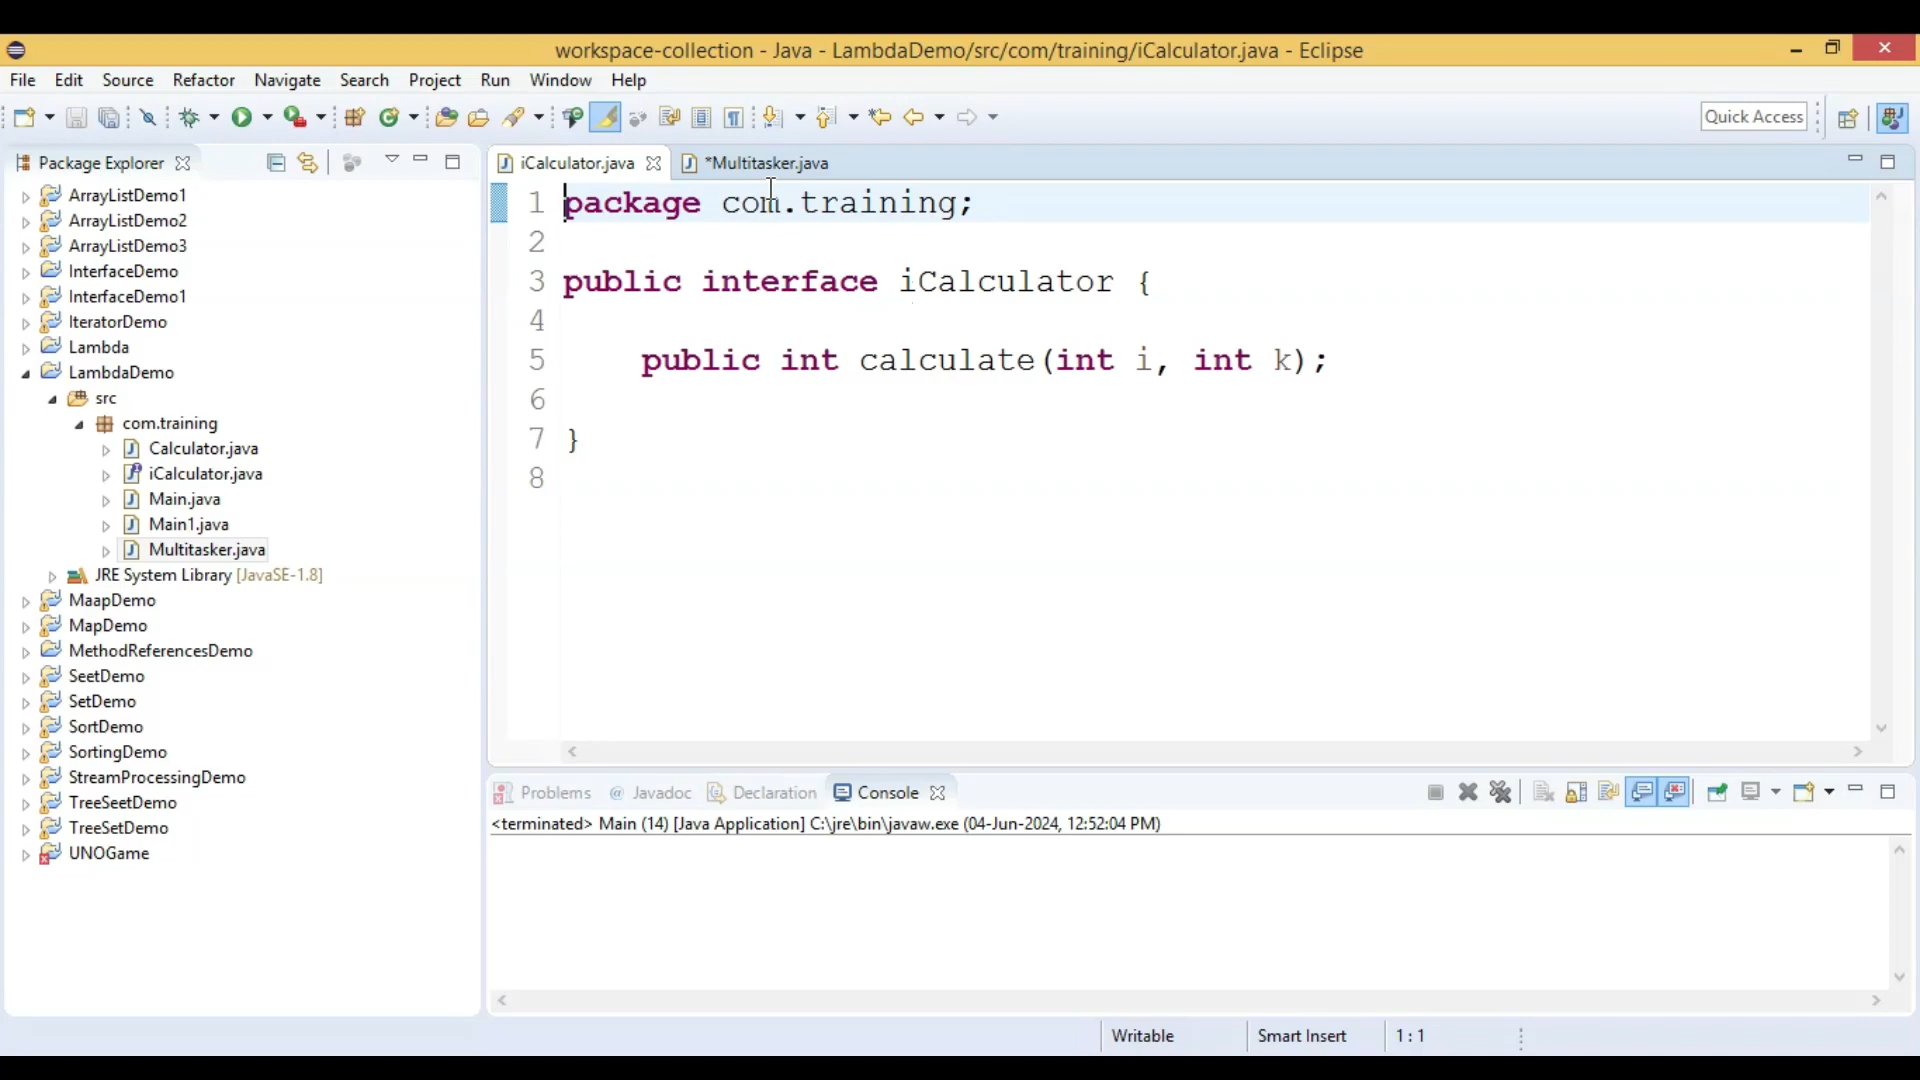 workspace-collection - Java - LambdaDemo/src/com/training/iCalculator.java - Eclipse
File Edit Source Refactor Navigate Search Project Run Window Help
Quick Access
Package Explorer
ArrayListDemo1
ArrayListDemo2
ArrayListDemo3
InterfaceDemo
InterfaceDemo1
IteratorDemo
Lambda
LambdaDemo
src
com.training
Calculator.java
iCalculator.java
Main.java
Main1.java
Multitasker.java
JRE System Library [JavaSE-1.8]
MaapDemo
MapDemo
MethodReferencesDemo
SeetDemo
SetDemo
SortDemo
SortingDemo
StreamProcessingDemo
TreeSeetDemo
TreeSetDemo
UNOGame
iCalculator.java *Multitasker.java
1 package com.training;
2
3 public interface iCalculator {
4
5 public int calculate(int i, int k);
6
7 }
8
Problems @ Javadoc Declaration Console
<terminated> Main (14) [Java Application] C:\jre\bin\javaw.exe (04-Jun-2024, 12:52:04 PM)
Writable Smart Insert 1 : 1